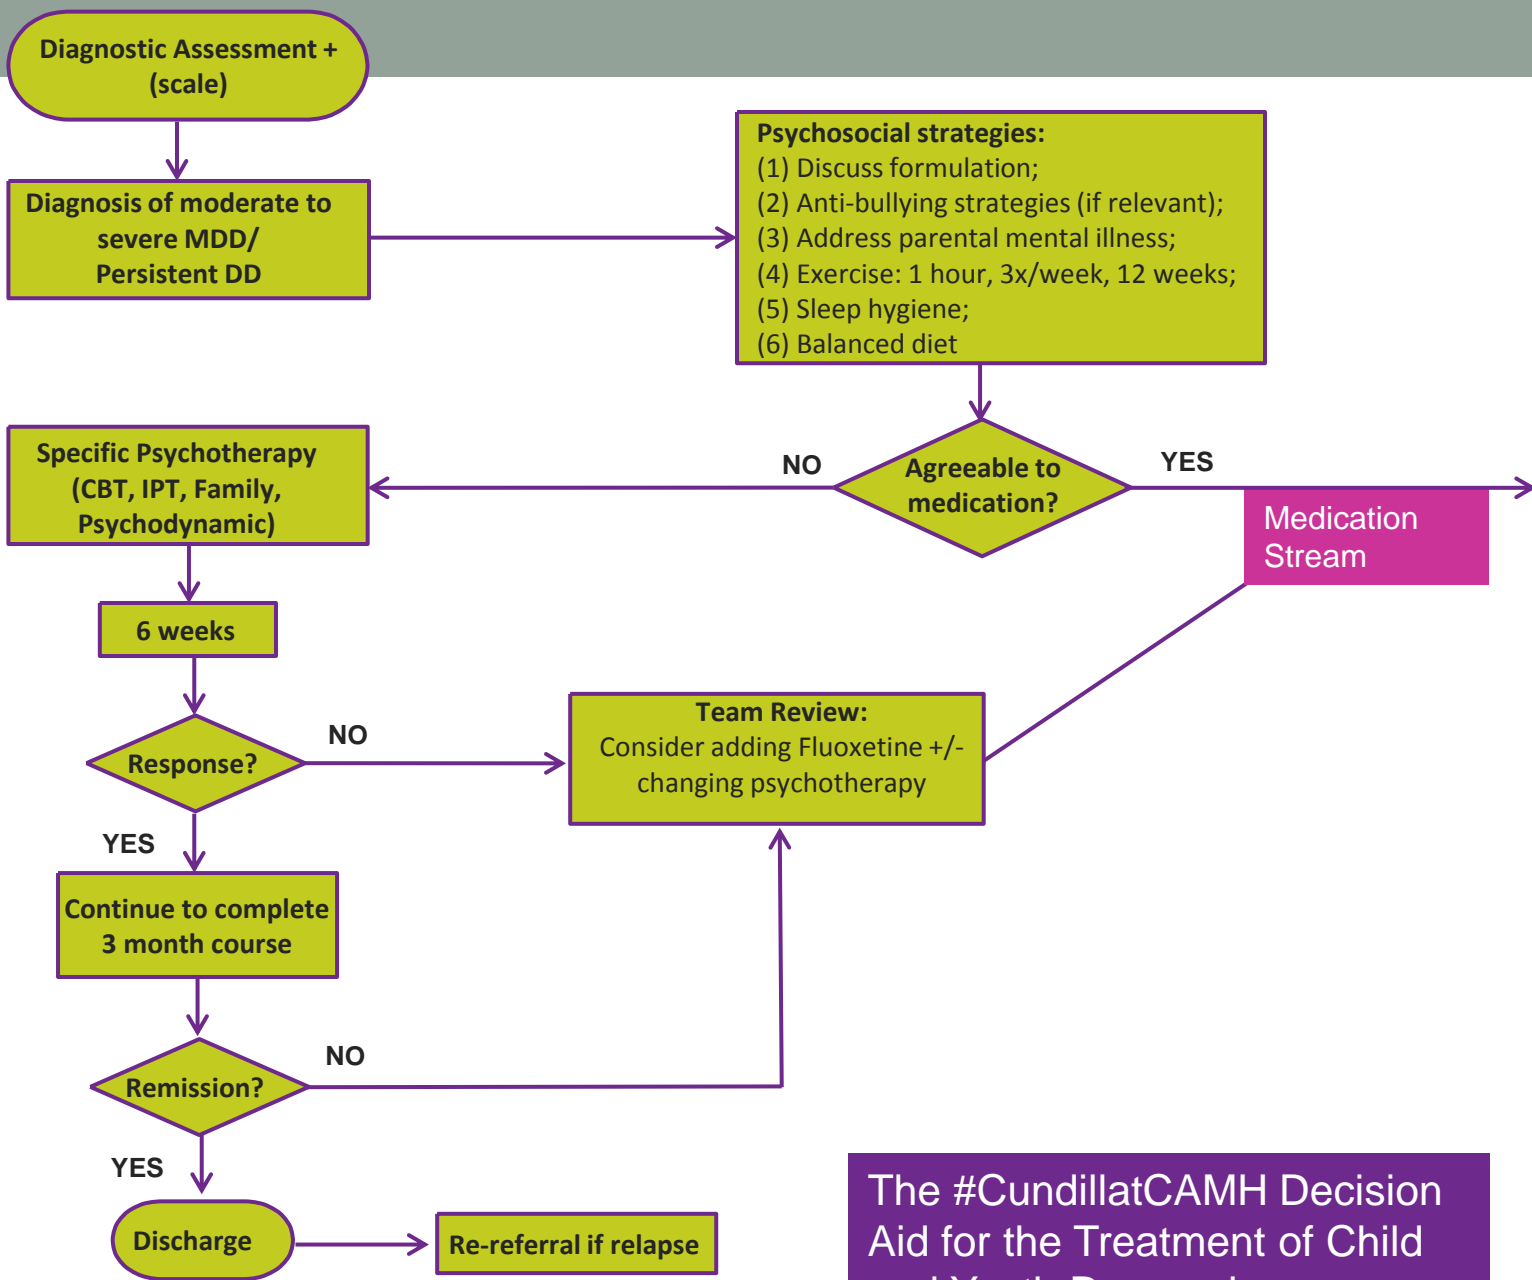 Diagnostic Assessment +
(scale)
Diagnosis of moderate to
severe MDD/
Persistent DD
Psychosocial strategies:
(1) Discuss formulation;
(2) Anti-bullying strategies (if relevant);
(3) Address parental mental illness;
(4) Exercise: 1 hour, 3x/week, 12 weeks;
(5) Sleep hygiene;
(6) Balanced diet
Agreeable to
medication?
NO
YES
Medication
Stream
Specific Psychotherapy
(CBT, IPT, Family,
Psychodynamic)
6 weeks
Response?
NO
YES
Team Review:
Consider adding Fluoxetine +/-
changing psychotherapy
Continue to complete
3 month course
Remission?
NO
YES
Discharge
Re-referral if relapse
The #CundillatCAMH Decision
Aid for the Treatment of Child